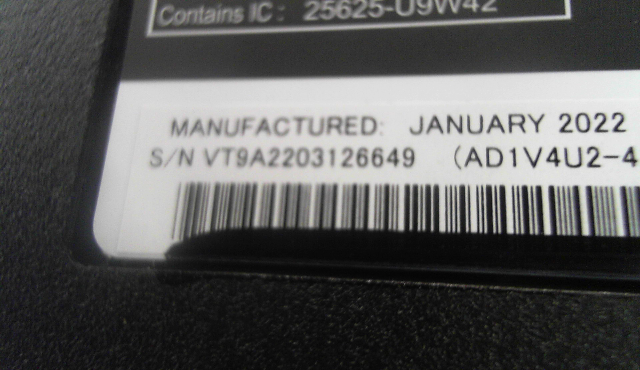 Contains IC: 25625-U9W42
MANUFACTURED: JANUARY 2022
S/N VT9A2203126649 (AD1V4U2-4